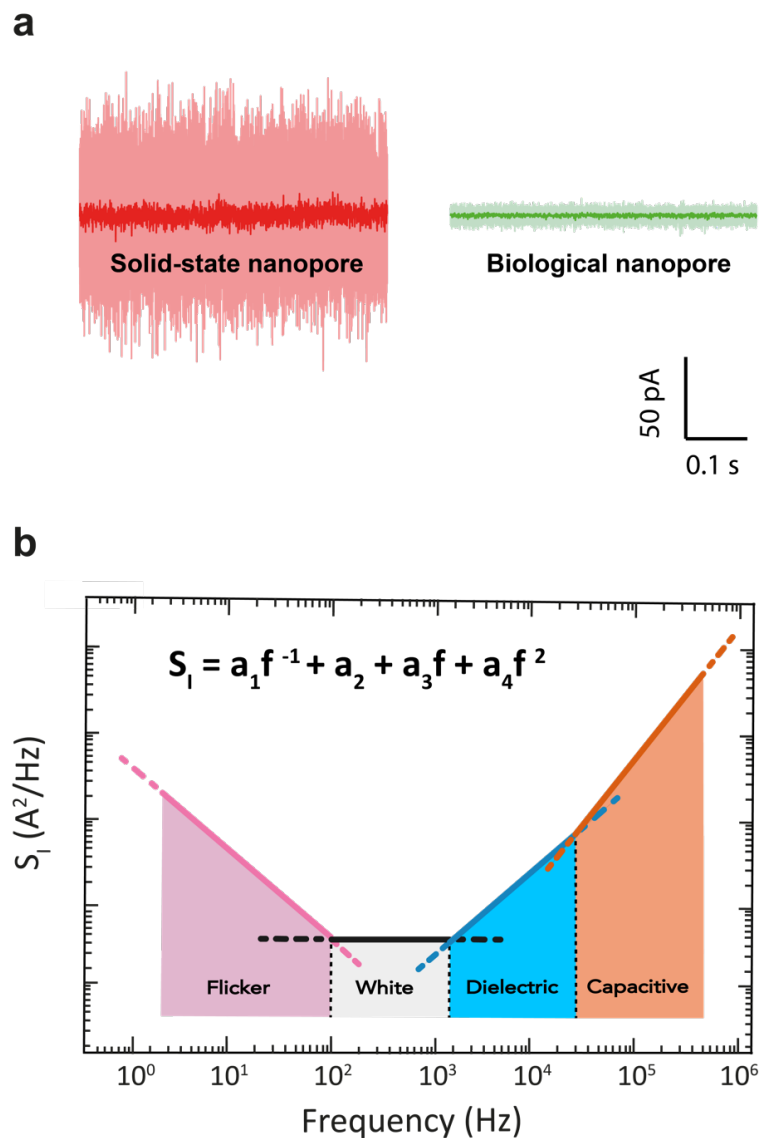 a
Solid-state nanopore
Biological nanopore
50 pA
0.1 s
b
S_I = a_1f ^-1 + a_2 + a_3f + a_4f ^2
S_I (A^2/Hz)
Flicker
White
Dielectric
Capacitive
10^0 10^1 10^2 10^3 10^4 10^5 10^6
Frequency (Hz)